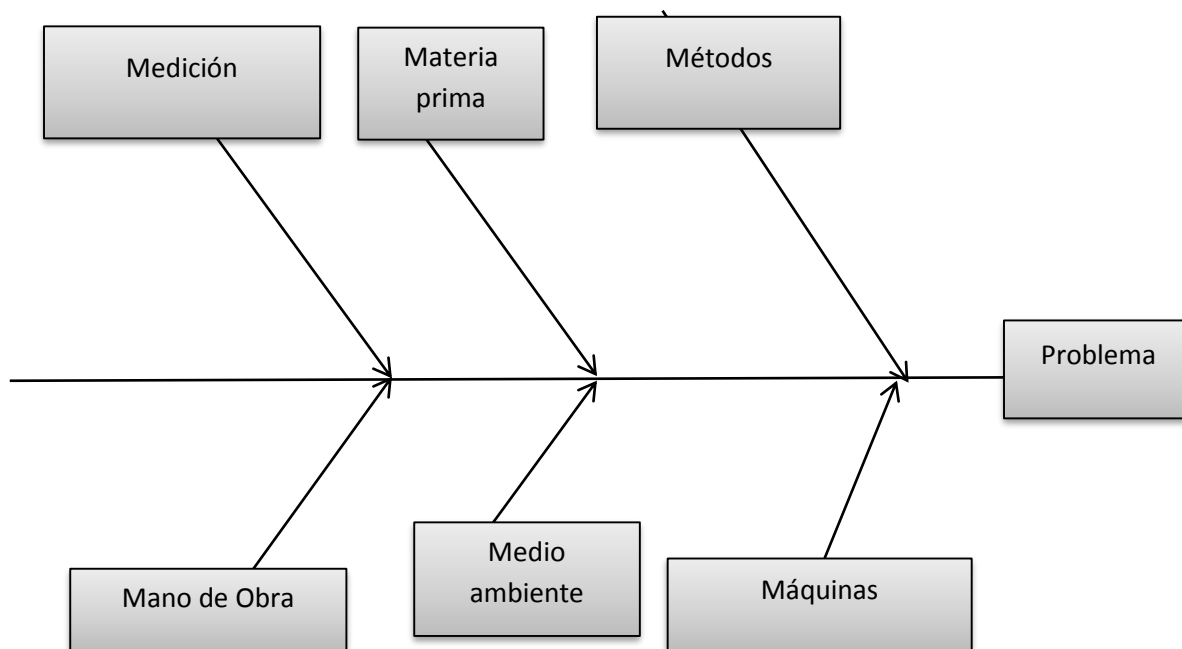 Medición
Materia
prima
Métodos
Problema
Mano de Obra
Medio
ambiente
Máquinas